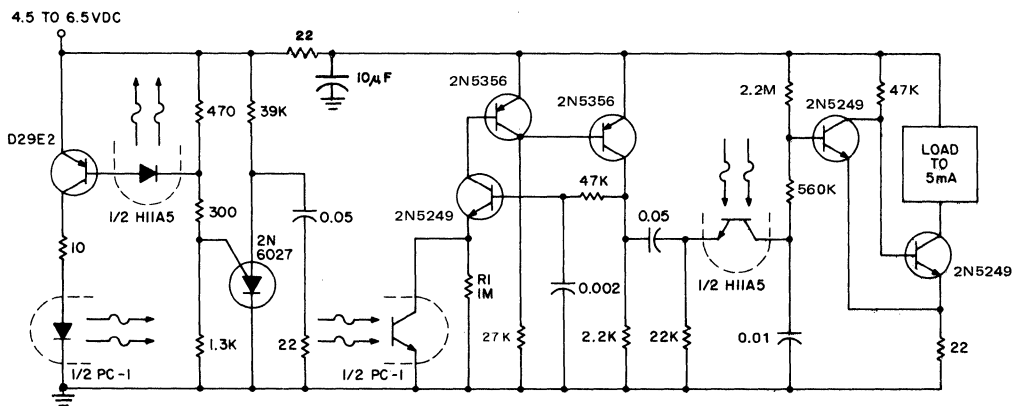 4.5 TO 6.5VDC
22
10µF
2N5356
2N5356
2.2M
2N5249
47K
470
39K
D29E2
LOAD
TO
5mA
1/2 H11A5
300
0.05
2N5249
47K
0.05
560K
2N
6027
10
R1
1M
0.002
1/2 H11A5
2N5249
1.3K
22
27K
2.2K
22K
0.01
22
1/2 PC-1
1/2 PC-1